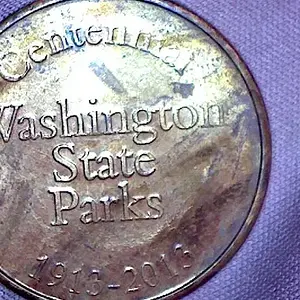 Centennial
Washington
State
Parks
1913-2013